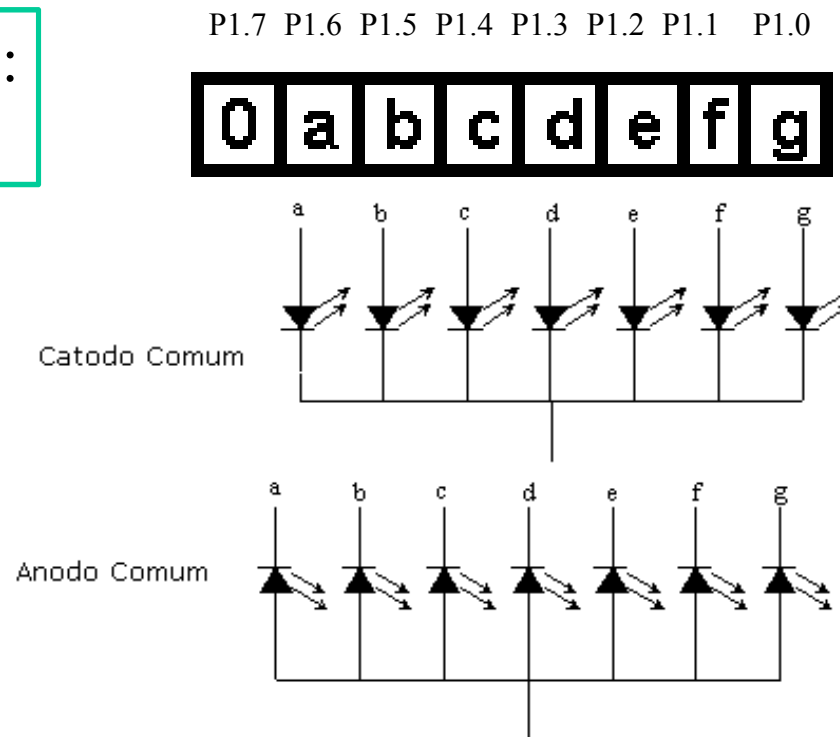 P1.7 P1.6 P1.5 P1.4 P1.3 P1.2 P1.1 P1.0
:
0 a b c d e f g
a b c d e f g
Catodo Comum
a b c d e f g
Anodo Comum